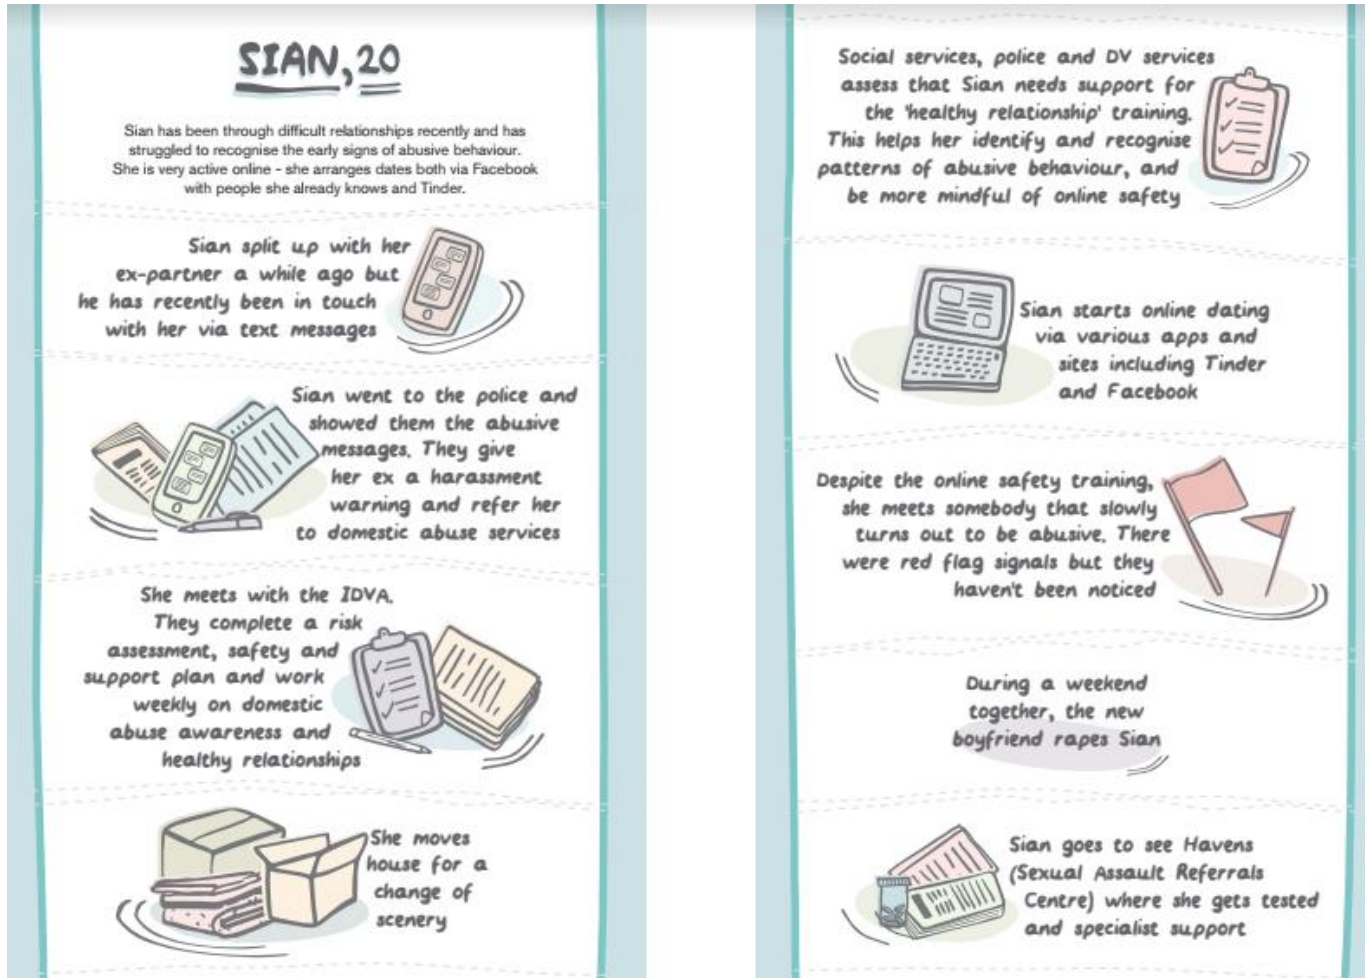 SIAN, 20
Sian has been through difficult relationships recently and has
struggled to recognise the early signs of abusive behaviour.
She is very active online - she arranges dates both via Facebook
with people she already knows and Tinder.
Sian split up with her
ex-partner a while ago but
he has recently been in touch
with her via text messages
Sian went to the police and
showed them the abusive
messages. They give
her ex a harassment
warning and refer her
to domestic abuse services
She meets with the IDVA.
They complete a risk
assessment, safety and
support plan and work
weekly on domestic
abuse awareness and
healthy relationships
She moves
house for a
change of
scenery
Social services, police and DV services
assess that Sian needs support for
the 'healthy relationship' training.
This helps her identify and recognise
patterns of abusive behaviour, and
be more mindful of online safety
Sian starts online dating
via various apps and
sites including Tinder
and Facebook
Despite the online safety training,
she meets somebody that slowly
turns out to be abusive. There
were red flag signals but they
haven't been noticed
During a weekend
together, the new
boyfriend rapes Sian
Sian goes to see Havens
(Sexual Assault Referrals
Centre) where she gets tested
and specialist support